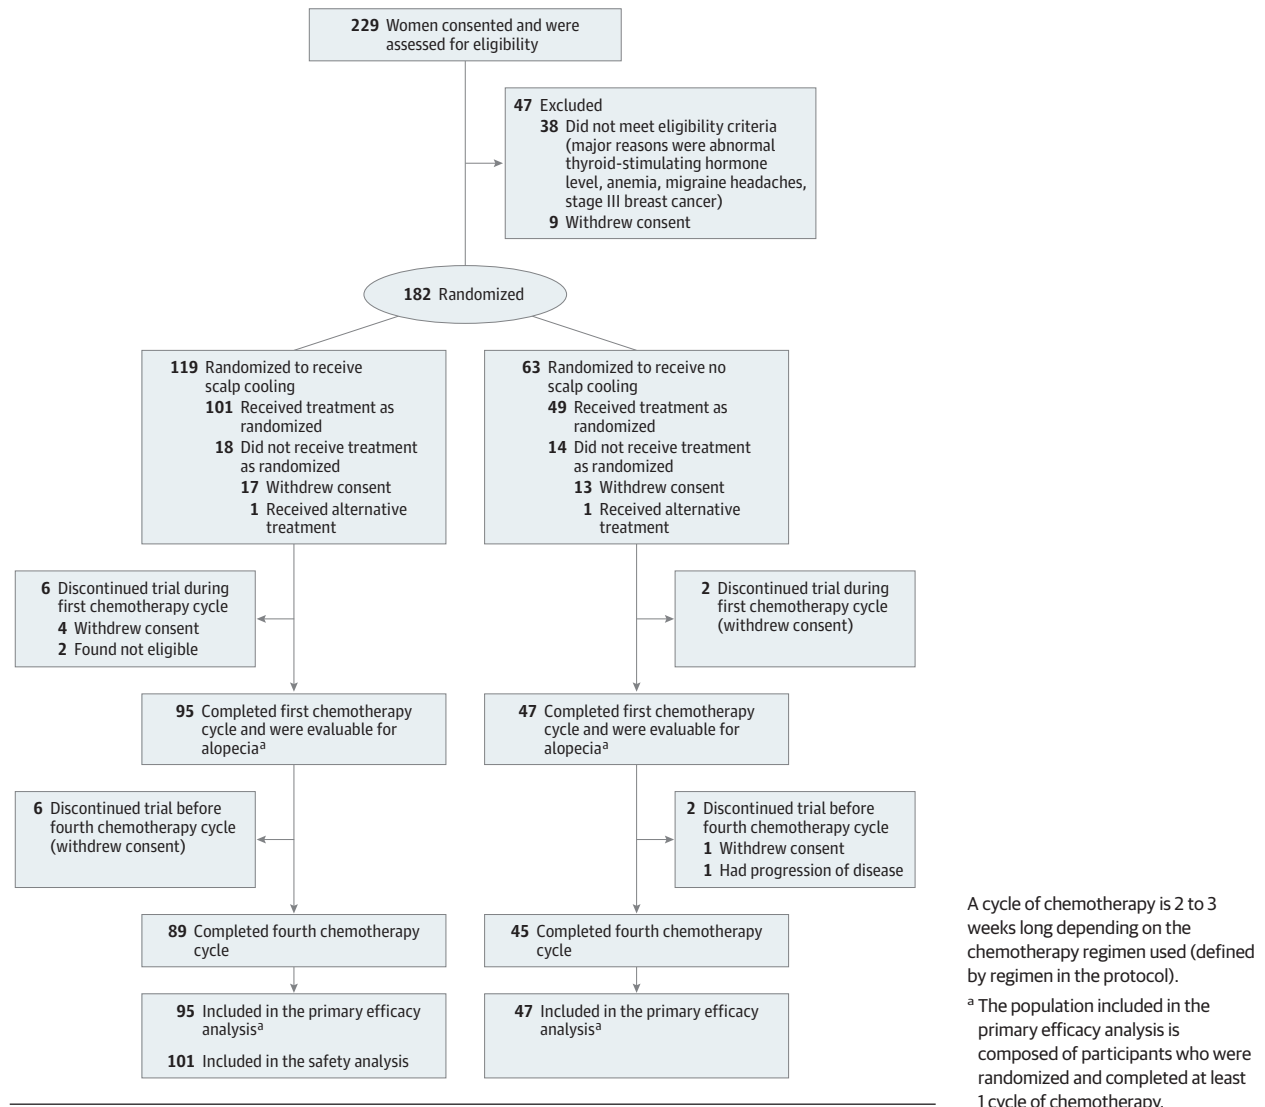 229 Women consented and were
assessed for eligibility
47 Excluded
38 Did not meet eligibility criteria
(major reasons were abnormal
thyroid-stimulating hormone
level, anemia, migraine headaches,
stage III breast cancer)
9 Withdrew consent
182 Randomized
119 Randomized to receive
scalp cooling
101 Received treatment as
randomized
18 Did not receive treatment
as randomized
17 Withdrew consent
1 Received alternative
treatment
63 Randomized to receive no
scalp cooling
49 Received treatment as
randomized
14 Did not receive treatment
as randomized
13 Withdrew consent
1 Received alternative
treatment
6 Discontinued trial during
first chemotherapy cycle
4 Withdrew consent
2 Found not eligible
2 Discontinued trial during
first chemotherapy cycle
(withdrew consent)
95 Completed first chemotherapy
cycle and were evaluable for
alopeciaᵃ
47 Completed first chemotherapy
cycle and were evaluable for
alopeciaᵃ
6 Discontinued trial before
fourth chemotherapy cycle
(withdrew consent)
2 Discontinued trial before
fourth chemotherapy cycle
1 Withdrew consent
1 Had progression of disease
89 Completed fourth chemotherapy
cycle
45 Completed fourth chemotherapy
cycle
95 Included in the primary efficacy
analysisᵃ
101 Included in the safety analysis
47 Included in the primary efficacy
analysisᵃ
A cycle of chemotherapy is 2 to 3
weeks long depending on the
chemotherapy regimen used (defined
by regimen in the protocol).
ᵃ The population included in the
primary efficacy analysis is
composed of participants who were
randomized and completed at least
1 cycle of chemotherapy.